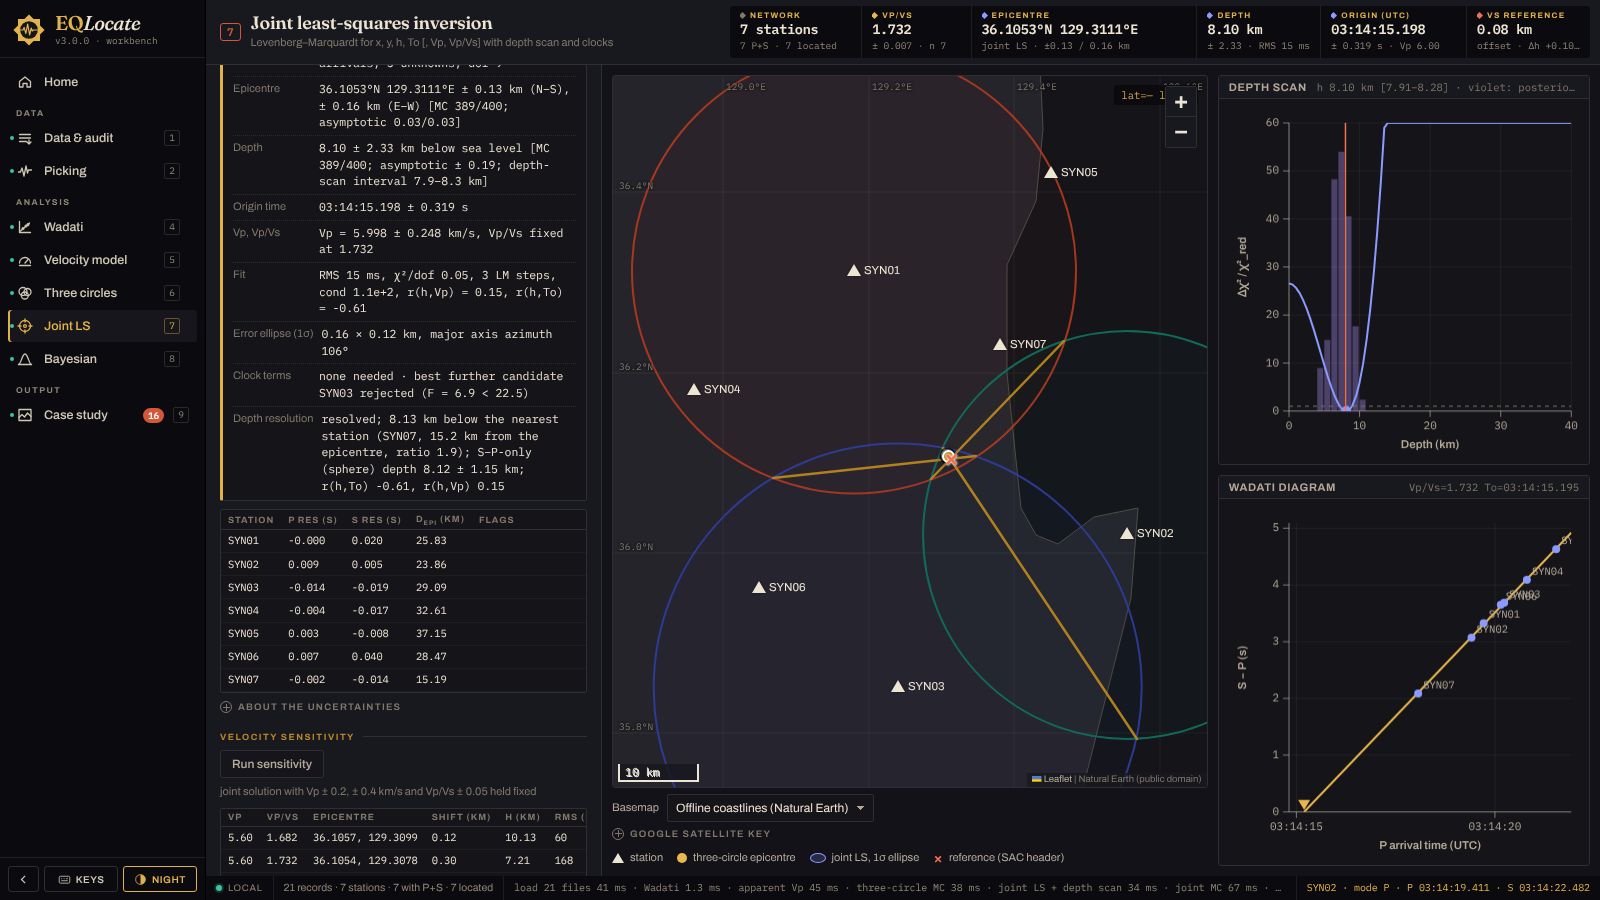 EQLocate
v3.0.0 · workbench
Home
DATA
Data & audit 1
Picking 2
ANALYSIS
Wadati 4
Velocity model 5
Three circles 6
Joint LS 7
Bayesian 8
OUTPUT
Case study 16 9
KEYS
NIGHT
7
Joint least-squares inversion
Levenberg–Marquardt for x, y, h, To [, Vp, Vp/Vs] with depth scan and clocks
NETWORK
7 stations
7 P+S · 7 located
VP/VS
1.732
± 0.007 · n 7
EPICENTRE
36.1053°N 129.3111°E
joint LS · ±0.13 / 0.16 km
DEPTH
8.10 km
± 2.33 · RMS 15 ms
ORIGIN (UTC)
03:14:15.198
± 0.319 s · Vp 6.00
VS REFERENCE
0.08 km
offset · Δh +0.10…
Epicentre 36.1053°N 129.3111°E ± 0.13 km (N–S),
± 0.16 km (E–W) [MC 389/400;
asymptotic 0.03/0.03]
Depth 8.10 ± 2.33 km below sea level [MC
389/400; asymptotic ± 0.19; depth-
scan interval 7.9–8.3 km]
Origin time 03:14:15.198 ± 0.319 s
Vp, Vp/Vs Vp = 5.998 ± 0.248 km/s, Vp/Vs fixed
at 1.732
Fit RMS 15 ms, χ²/dof 0.05, 3 LM steps,
cond 1.1e+2, r(h,Vp) = 0.15, r(h,To)
= -0.61
Error ellipse (1σ) 0.16 × 0.12 km, major axis azimuth
106°
Clock terms none needed · best further candidate
SYN03 rejected (F = 6.9 < 22.5)
Depth resolution resolved; 8.13 km below the nearest
station (SYN07, 15.2 km from the
epicentre, ratio 1.9); S–P-only
(sphere) depth 8.12 ± 1.15 km;
r(h,To) -0.61, r(h,Vp) 0.15
STATION P RES (S) S RES (S) DEPI (KM) FLAGS
SYN01 -0.000 0.020 25.83
SYN02 0.009 0.005 23.86
SYN03 -0.014 -0.019 29.09
SYN04 -0.004 -0.017 32.61
SYN05 0.003 -0.008 37.15
SYN06 0.007 0.040 28.47
SYN07 -0.002 -0.014 15.19
ABOUT THE UNCERTAINTIES
VELOCITY SENSITIVITY
Run sensitivity
joint solution with Vp ± 0.2, ± 0.4 km/s and Vp/Vs ± 0.05 held fixed
VP VP/VS EPICENTRE SHIFT (KM) H (KM) RMS (
5.60 1.682 36.1057, 129.3099 0.12 10.13 60
5.60 1.732 36.1054, 129.3078 0.30 7.21 168
129.0°E
129.2°E
129.4°E
lat=— l
+
−
36.4°N
36.2°N
36.0°N
35.8°N
SYN05
SYN01
SYN07
SYN04
SYN02
SYN06
SYN03
10 km
Leaflet | Natural Earth (public domain)
Basemap Offline coastlines (Natural Earth)
GOOGLE SATELLITE KEY
station
three-circle epicentre
joint LS, 1σ ellipse
reference (SAC header)
DEPTH SCAN h 8.10 km [7.91–8.28] · violet: posterio…
60
50
40
30
20
10
0
Δχ² / χ²_red
0 10 20 30 40
Depth (km)
WADATI DIAGRAM Vp/Vs=1.732 To=03:14:15.195
5
4
3
2
1
0
S − P (s)
SY
SYN04
SYN01
SYN02
SYN07
03:14:15 03:14:20
P arrival time (UTC)
LOCAL
21 records · 7 stations · 7 with P+S · 7 located
load 21 files 41 ms · Wadati 1.3 ms · apparent Vp 45 ms · three-circle MC 38 ms · joint LS + depth scan 34 ms · joint MC 67 ms · …
SYN02 · mode P · P 03:14:19.411 · S 03:14:22.482